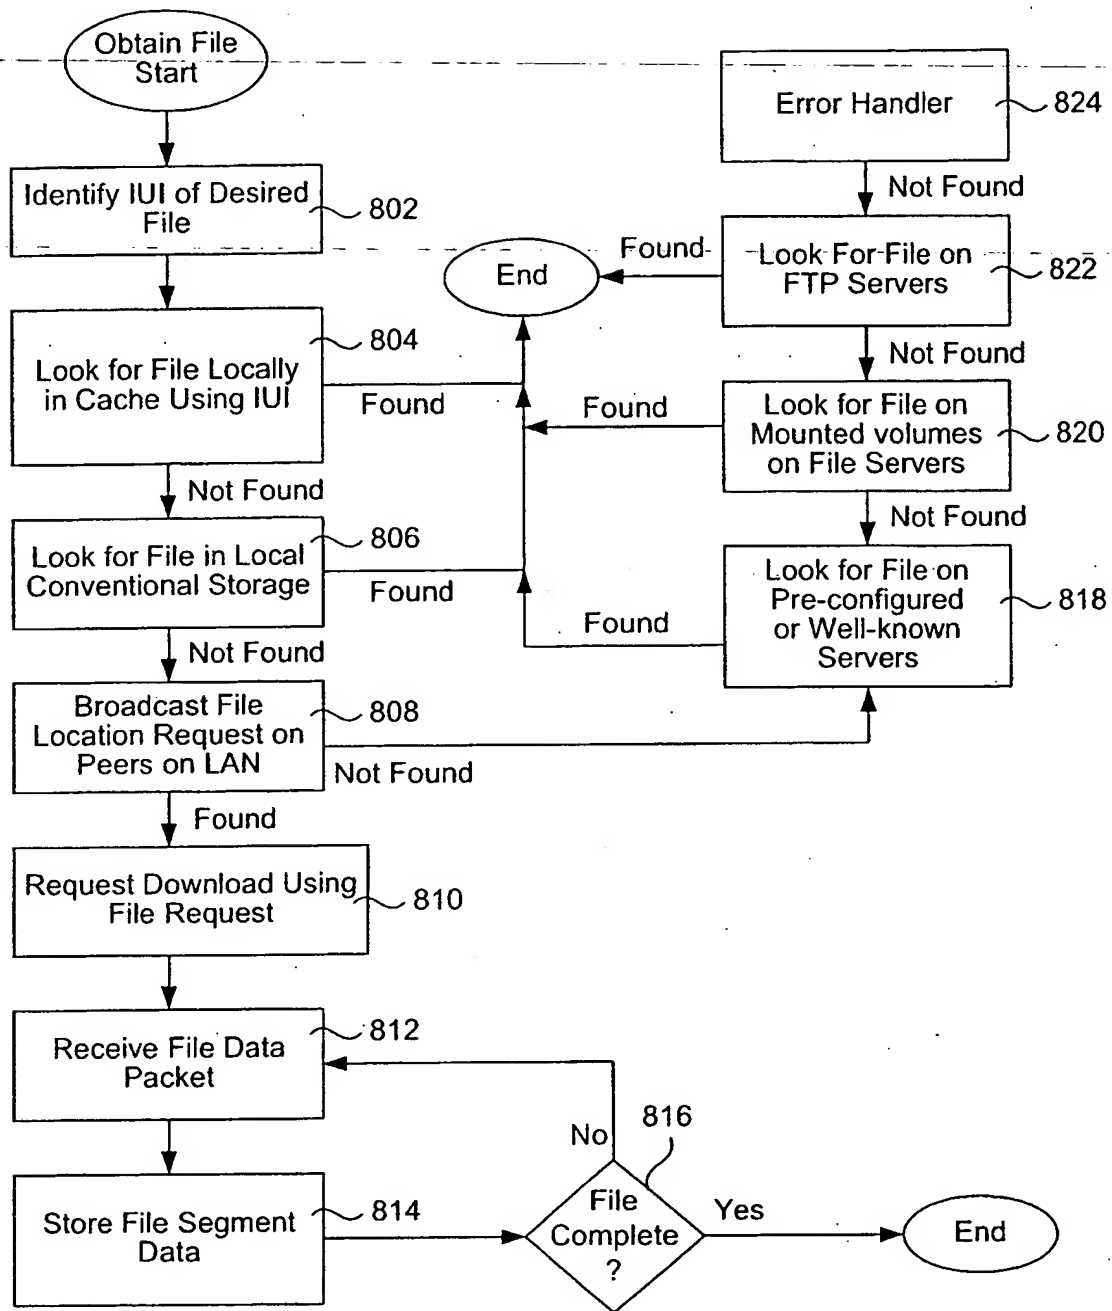 Obtain File
Start
Identify IUI of Desired
File
802
Look for File Locally
in Cache Using IUI
804
Found
Not Found
Look for File in Local
Conventional Storage
806
Found
Not Found
Broadcast File
Location Request on
Peers on LAN
808
Not Found
Found
Request Download Using
File Request
810
Receive File Data
Packet
812
Store File Segment
Data
814
File
Complete
?
816
No
Yes
End
Error Handler
824
Not Found
Look For File on
FTP Servers
822
Found
End
Not Found
Look for File on
Mounted volumes
on File Servers
820
Found
Not Found
Look for File on
Pre-configured
or Well-known
Servers
818
Found